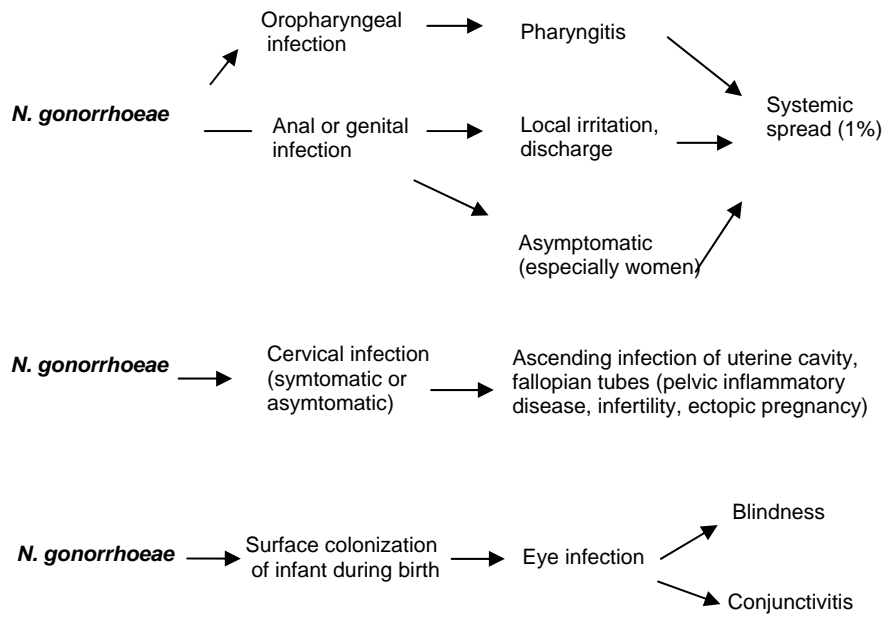 Oropharyngeal
infection
Pharyngitis
N. gonorrhoeae
Anal or genital
infection
Local irritation,
discharge
Systemic
spread (1%)
Asymptomatic
(especially women)
N. gonorrhoeae
Cervical infection
(symtomatic or
asymtomatic)
Ascending infection of uterine cavity,
fallopian tubes (pelvic inflammatory
disease, infertility, ectopic pregnancy)
N. gonorrhoeae
Surface colonization
of infant during birth
Eye infection
Blindness
Conjunctivitis